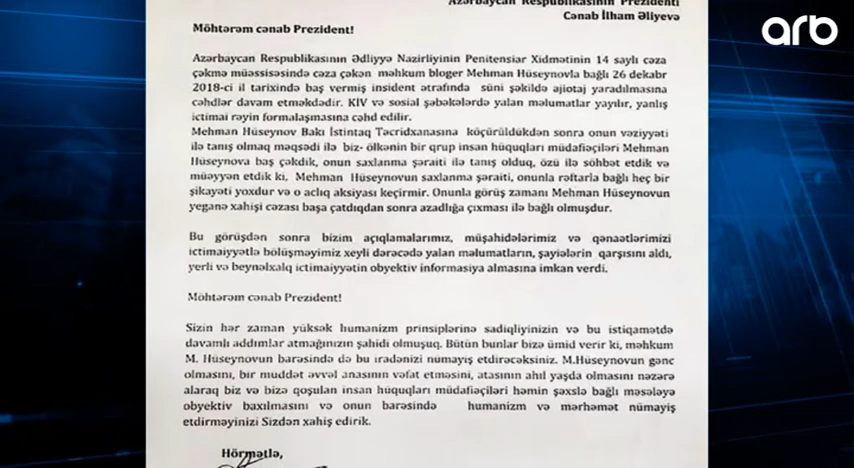 arb
Azərbaycan Respublikasının Prezidenti
Cənab İlham Əliyevə
Möhtərəm cənab Prezident!
Azərbaycan Respublikasının Ədliyyə Nazirliyinin Penitensiar Xidmətinin 14 saylı cəza
çəkmə müəssisəsində cəza çəkən məhkum bloger Mehman Hüseynovla bağlı 26 dekabr
2018-ci il tarixində baş vermiş insident ətrafında süni şəkildə ajiotaj yaradılmasına
cəhdlər davam etməkdədir. KİV və sosial şəbəkələrdə yalan məlumatlar yayılır, yanlış
ictimai rəyin formalaşmasına cəhd edilir.
Mehman Hüseynov Bakı İstintaq Təcridxanasına köçürüldükdən sonra onun vəziyyəti
ilə tanış olmaq məqsədi ilə biz- ölkənin bir qrup insan hüquqları müdafiəçiləri Mehman
Hüseynova baş çəkdik, onun saxlanma şəraiti ilə tanış olduq, özü ilə söhbət etdik və
müəyyən etdik ki, Mehman Hüseynovun saxlanma şəraiti, onunla rəftarla bağlı heç bir
şikayəti yoxdur və o aclıq aksiyası keçirmir. Onunla görüş zamanı Mehman Hüseynovun
yeganə xahişi cəzası başa çatdıqdan sonra azadlığa çıxması ilə bağlı olmuşdur.
Bu görüşdən sonra bizim açıqlamalarımız, müşahidələrimiz və qənaətlərimizi
ictimaiyyətlə bölüşməyimiz xeyli dərəcədə yalan məlumatların, şayiələrin qarşısını aldı,
yerli və beynəlxalq ictimaiyyətin obyektiv informasiya almasına imkan verdi.
Möhtərəm cənab Prezident!
Sizin hər zaman yüksək humanizm prinsiplərinə sadiqliyinizin və bu istiqamətdə
davamlı addımlar atmağınızın şahidi olmuşuq. Bütün bunlar bizə ümid verir ki, məhkum
M. Hüseynovun barəsində də bu iradənizi nümayiş etdirəcəksiniz. M.Hüseynovun gənc
olmasını, bir muddət əvvəl anasının vəfat etməsini, atasının ahıl yaşda olmasını nəzərə
alaraq biz və bizə qoşulan insan hüquqları müdafiəçiləri həmin şəxslə bağlı məsələyə
obyektiv baxılmasını və onun barəsində humanizm və mərhəmət nümayiş
etdirməyinizi Sizdən xahiş edirik.
Hörmətlə,